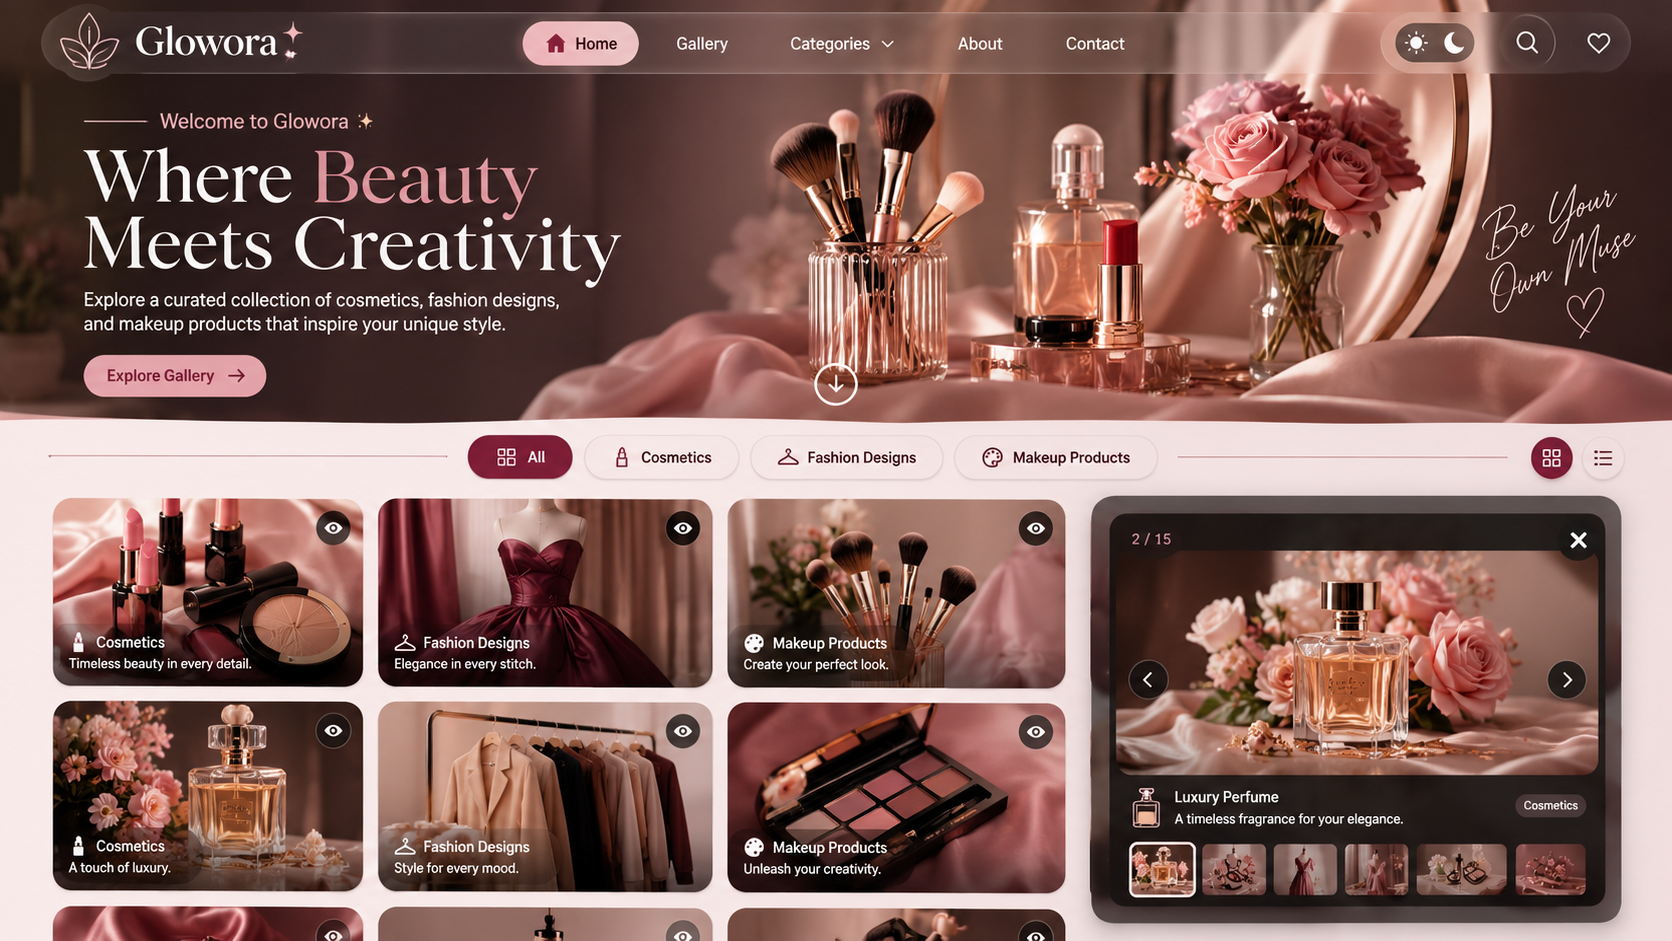 Glowora
Home
Gallery
Categories
About
Contact
Welcome to Glowora
Where Beauty
Meets Creativity
Explore a curated collection of cosmetics, fashion designs,
and makeup products that inspire your unique style.
Explore Gallery
Be Your
Own Muse
All
Cosmetics
Fashion Designs
Makeup Products
Cosmetics
Timeless beauty in every detail.
Fashion Designs
Elegance in every stitch.
Makeup Products
Create your perfect look.
Cosmetics
A touch of luxury.
Fashion Designs
Style for every mood.
Makeup Products
Unleash your creativity.
2 / 15
Luxury Perfume
A timeless fragrance for your elegance.
Cosmetics